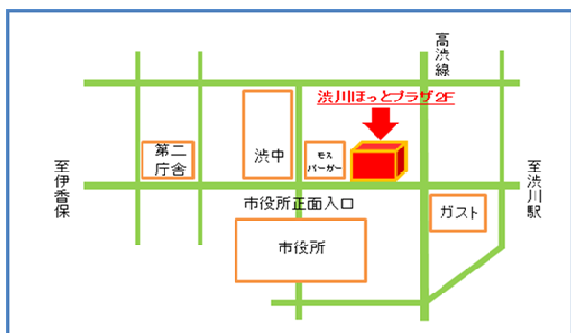 高渋線
渋川ほっとプラザ2F
第二
庁舎
渋中
モス
バーガー
至伊香保
至渋川駅
市役所正面入口
ガスト
市役所